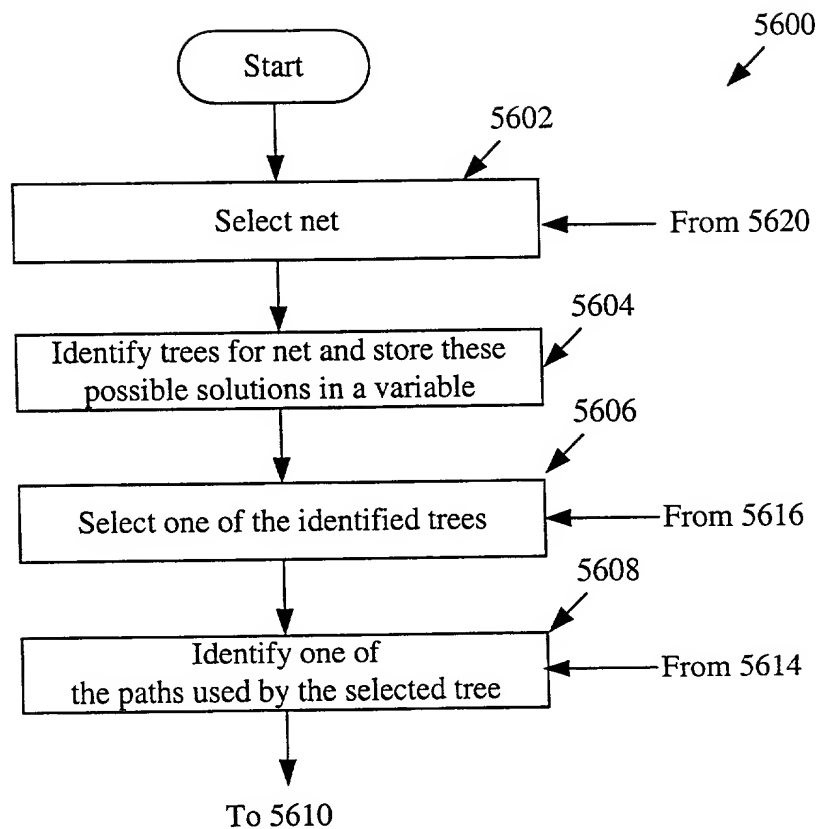 5600
Start
5602
Select net
From 5620
5604
Identify trees for net and store these
possible solutions in a variable
5606
Select one of the identified trees
From 5616
5608
Identify one of
the paths used by the selected tree
From 5614
To 5610